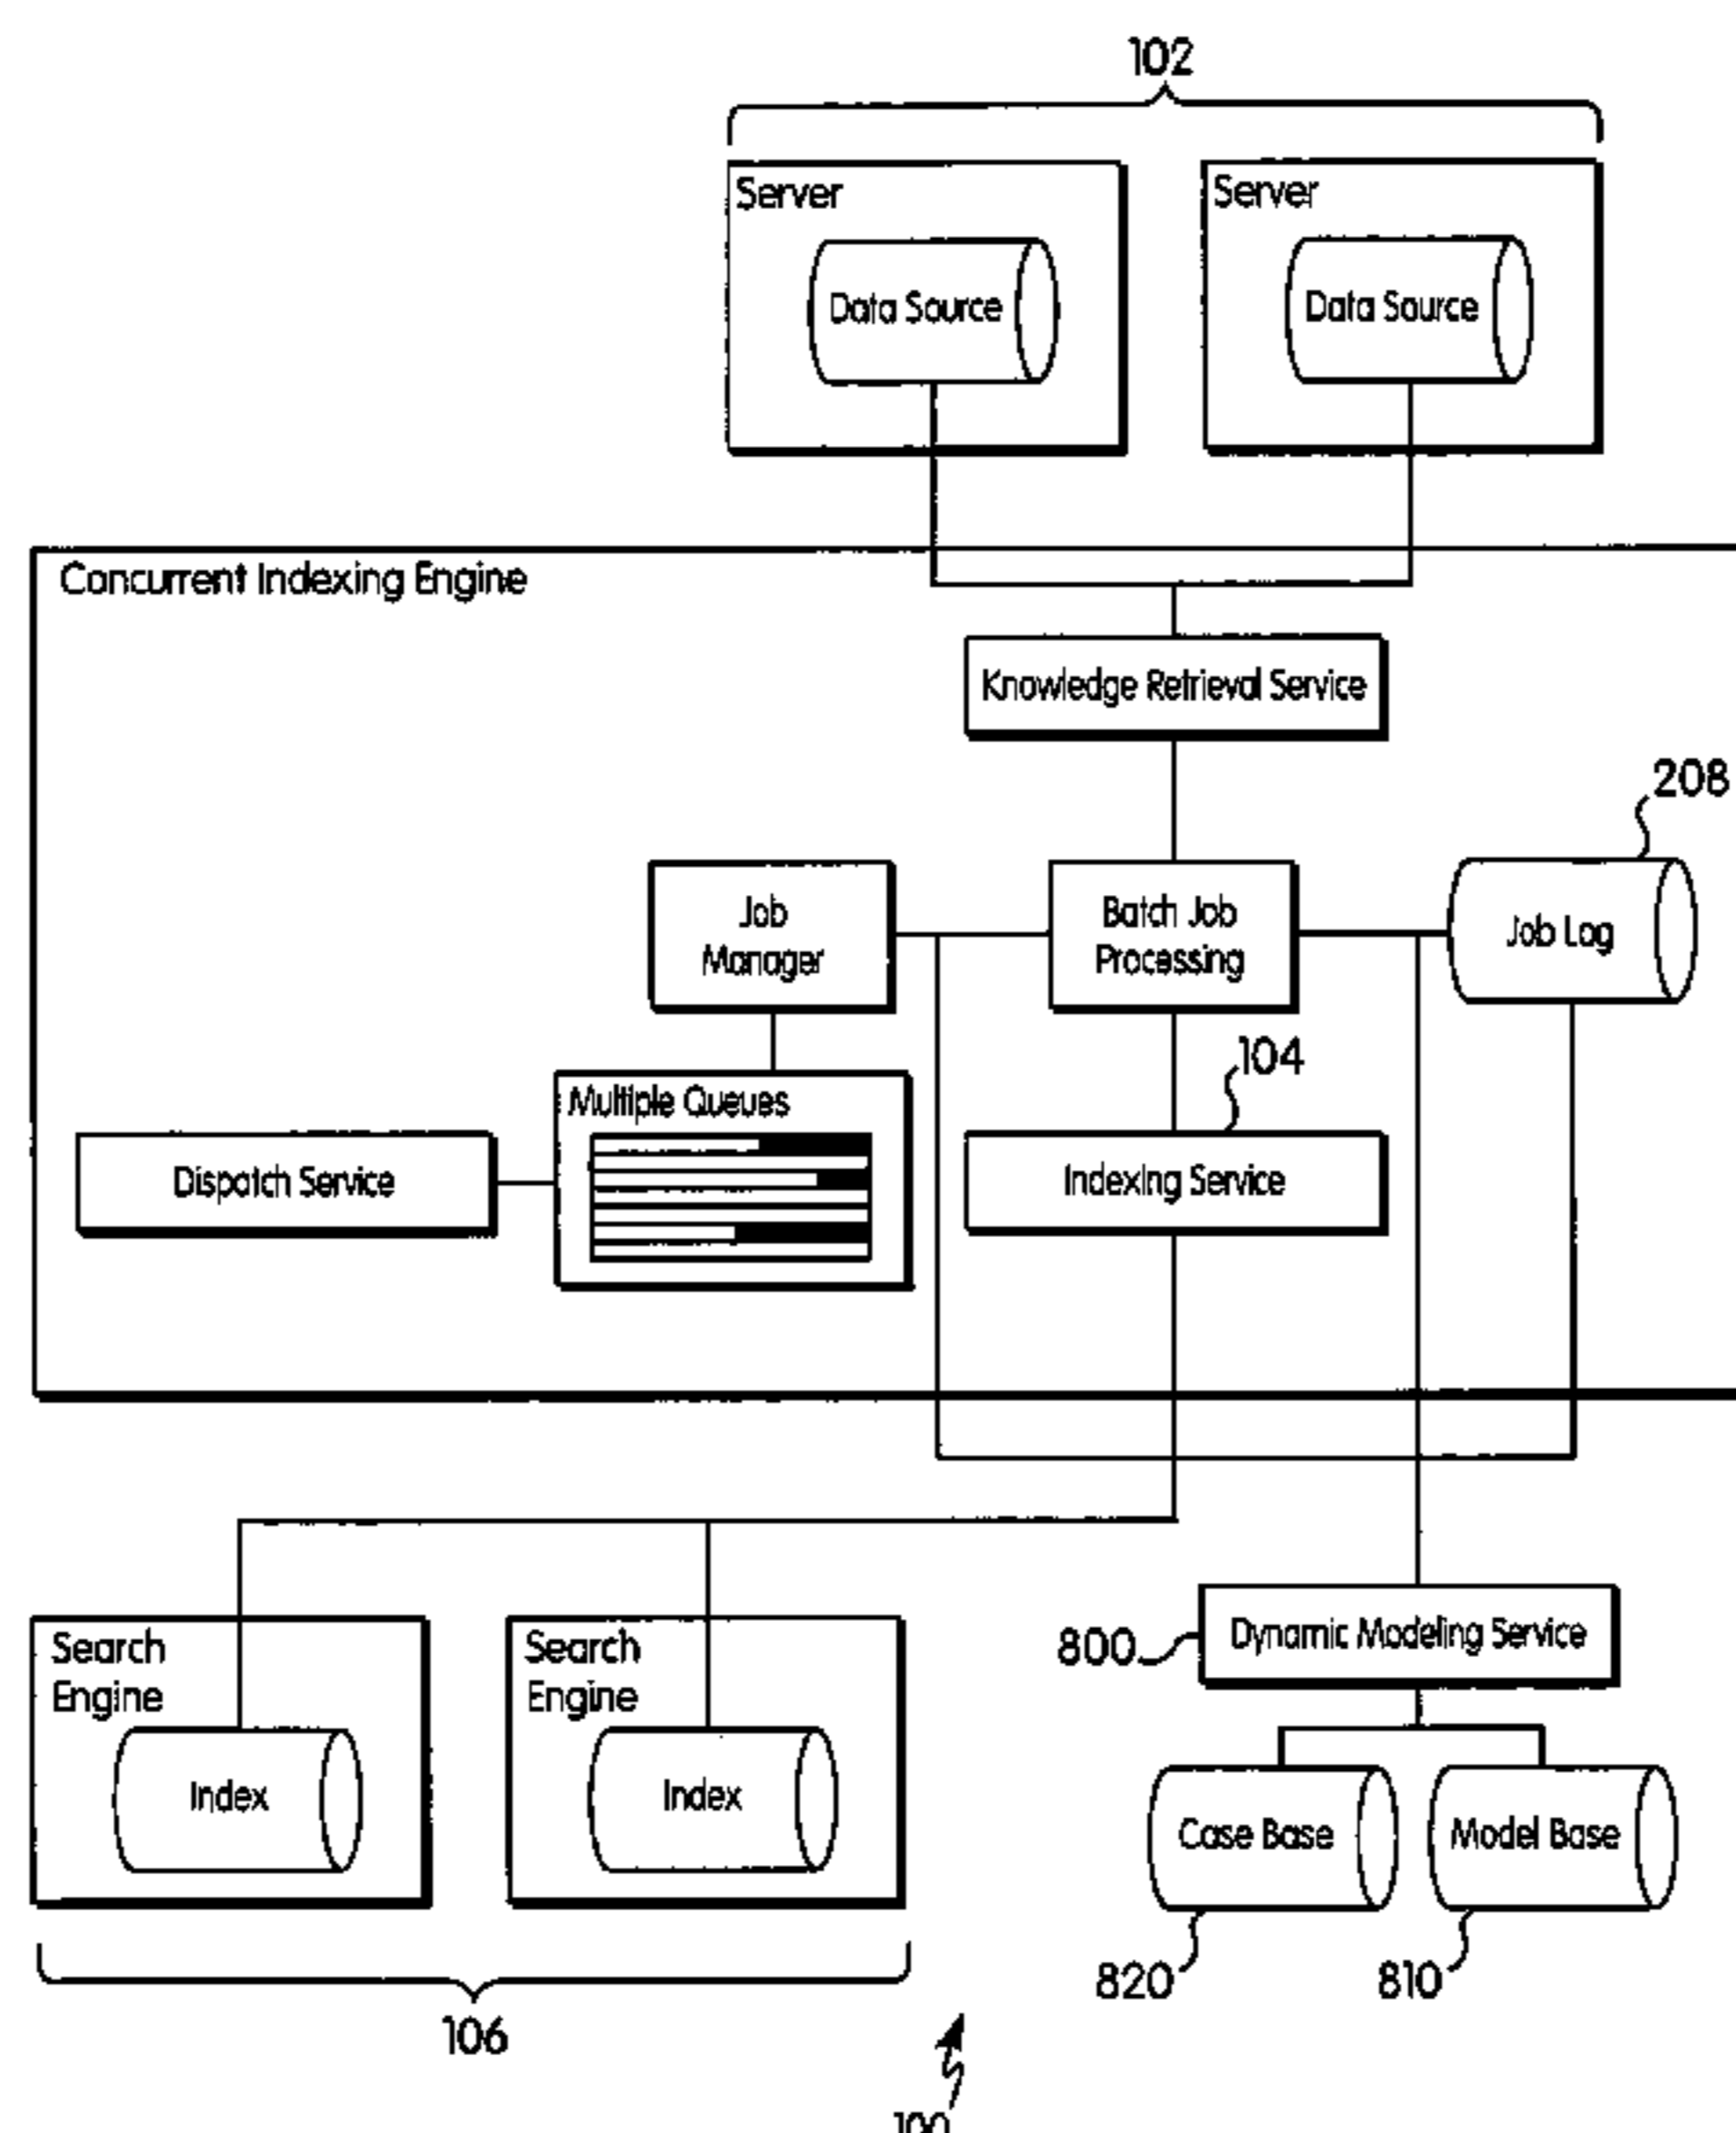 102
Server
Server
Data Source
Data Source
Concurrent Indexing Engine
Knowledge Retrieval Service
208
Job
Manager
Batch Job
Processing
Job Log
104
Multiple Queues
Dispatch Service
Indexing Service
Search
Engine
Search
Engine
800
Dynamic Modeling Service
Index
Index
Case Base
Model Base
820
810
106
100